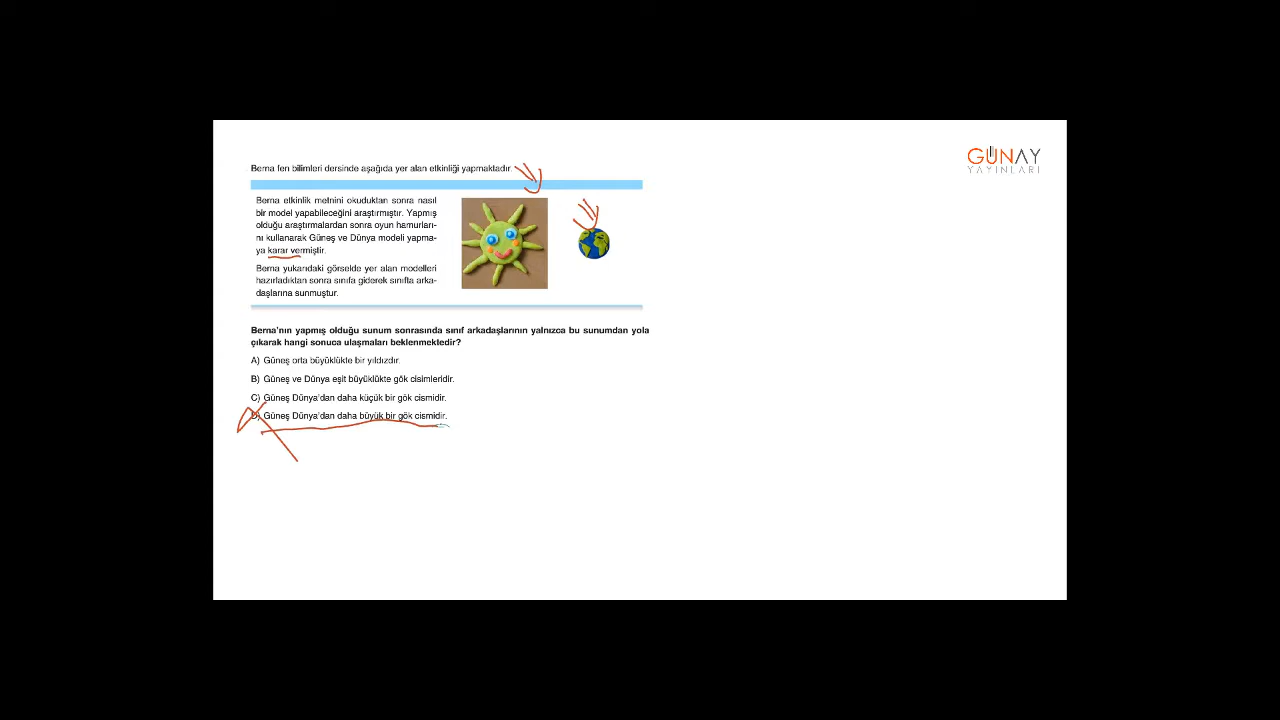 GÜNAY
YAYINLARI
Berna fen bilimleri dersinde aşağıda yer alan etkinliği yapmaktadır.
Berna etkinlik metnini okuduktan sonra nasıl
bir model yapabileceğini araştırmıştır. Yapmış
olduğu araştırmalardan sonra oyun hamurları-
nı kullanarak Güneş ve Dünya modeli yapma-
ya karar vermiştir.
Berna yukarıdaki görselde yer alan modelleri
hazırladıktan sonra sınıfa giderek sınıfta arka-
daşlarına sunmuştur.
Berna'nın yapmış olduğu sunum sonrasında sınıf arkadaşlarının yalnızca bu sunumdan yola
çıkarak hangi sonuca ulaşmaları beklenmektedir?
A) Güneş orta büyüklükte bir yıldızdır.
B) Güneş ve Dünya eşit büyüklükte gök cisimleridir.
C) Güneş Dünya'dan daha küçük bir gök cismidir.
D) Güneş Dünya'dan daha büyük bir gök cismidir.